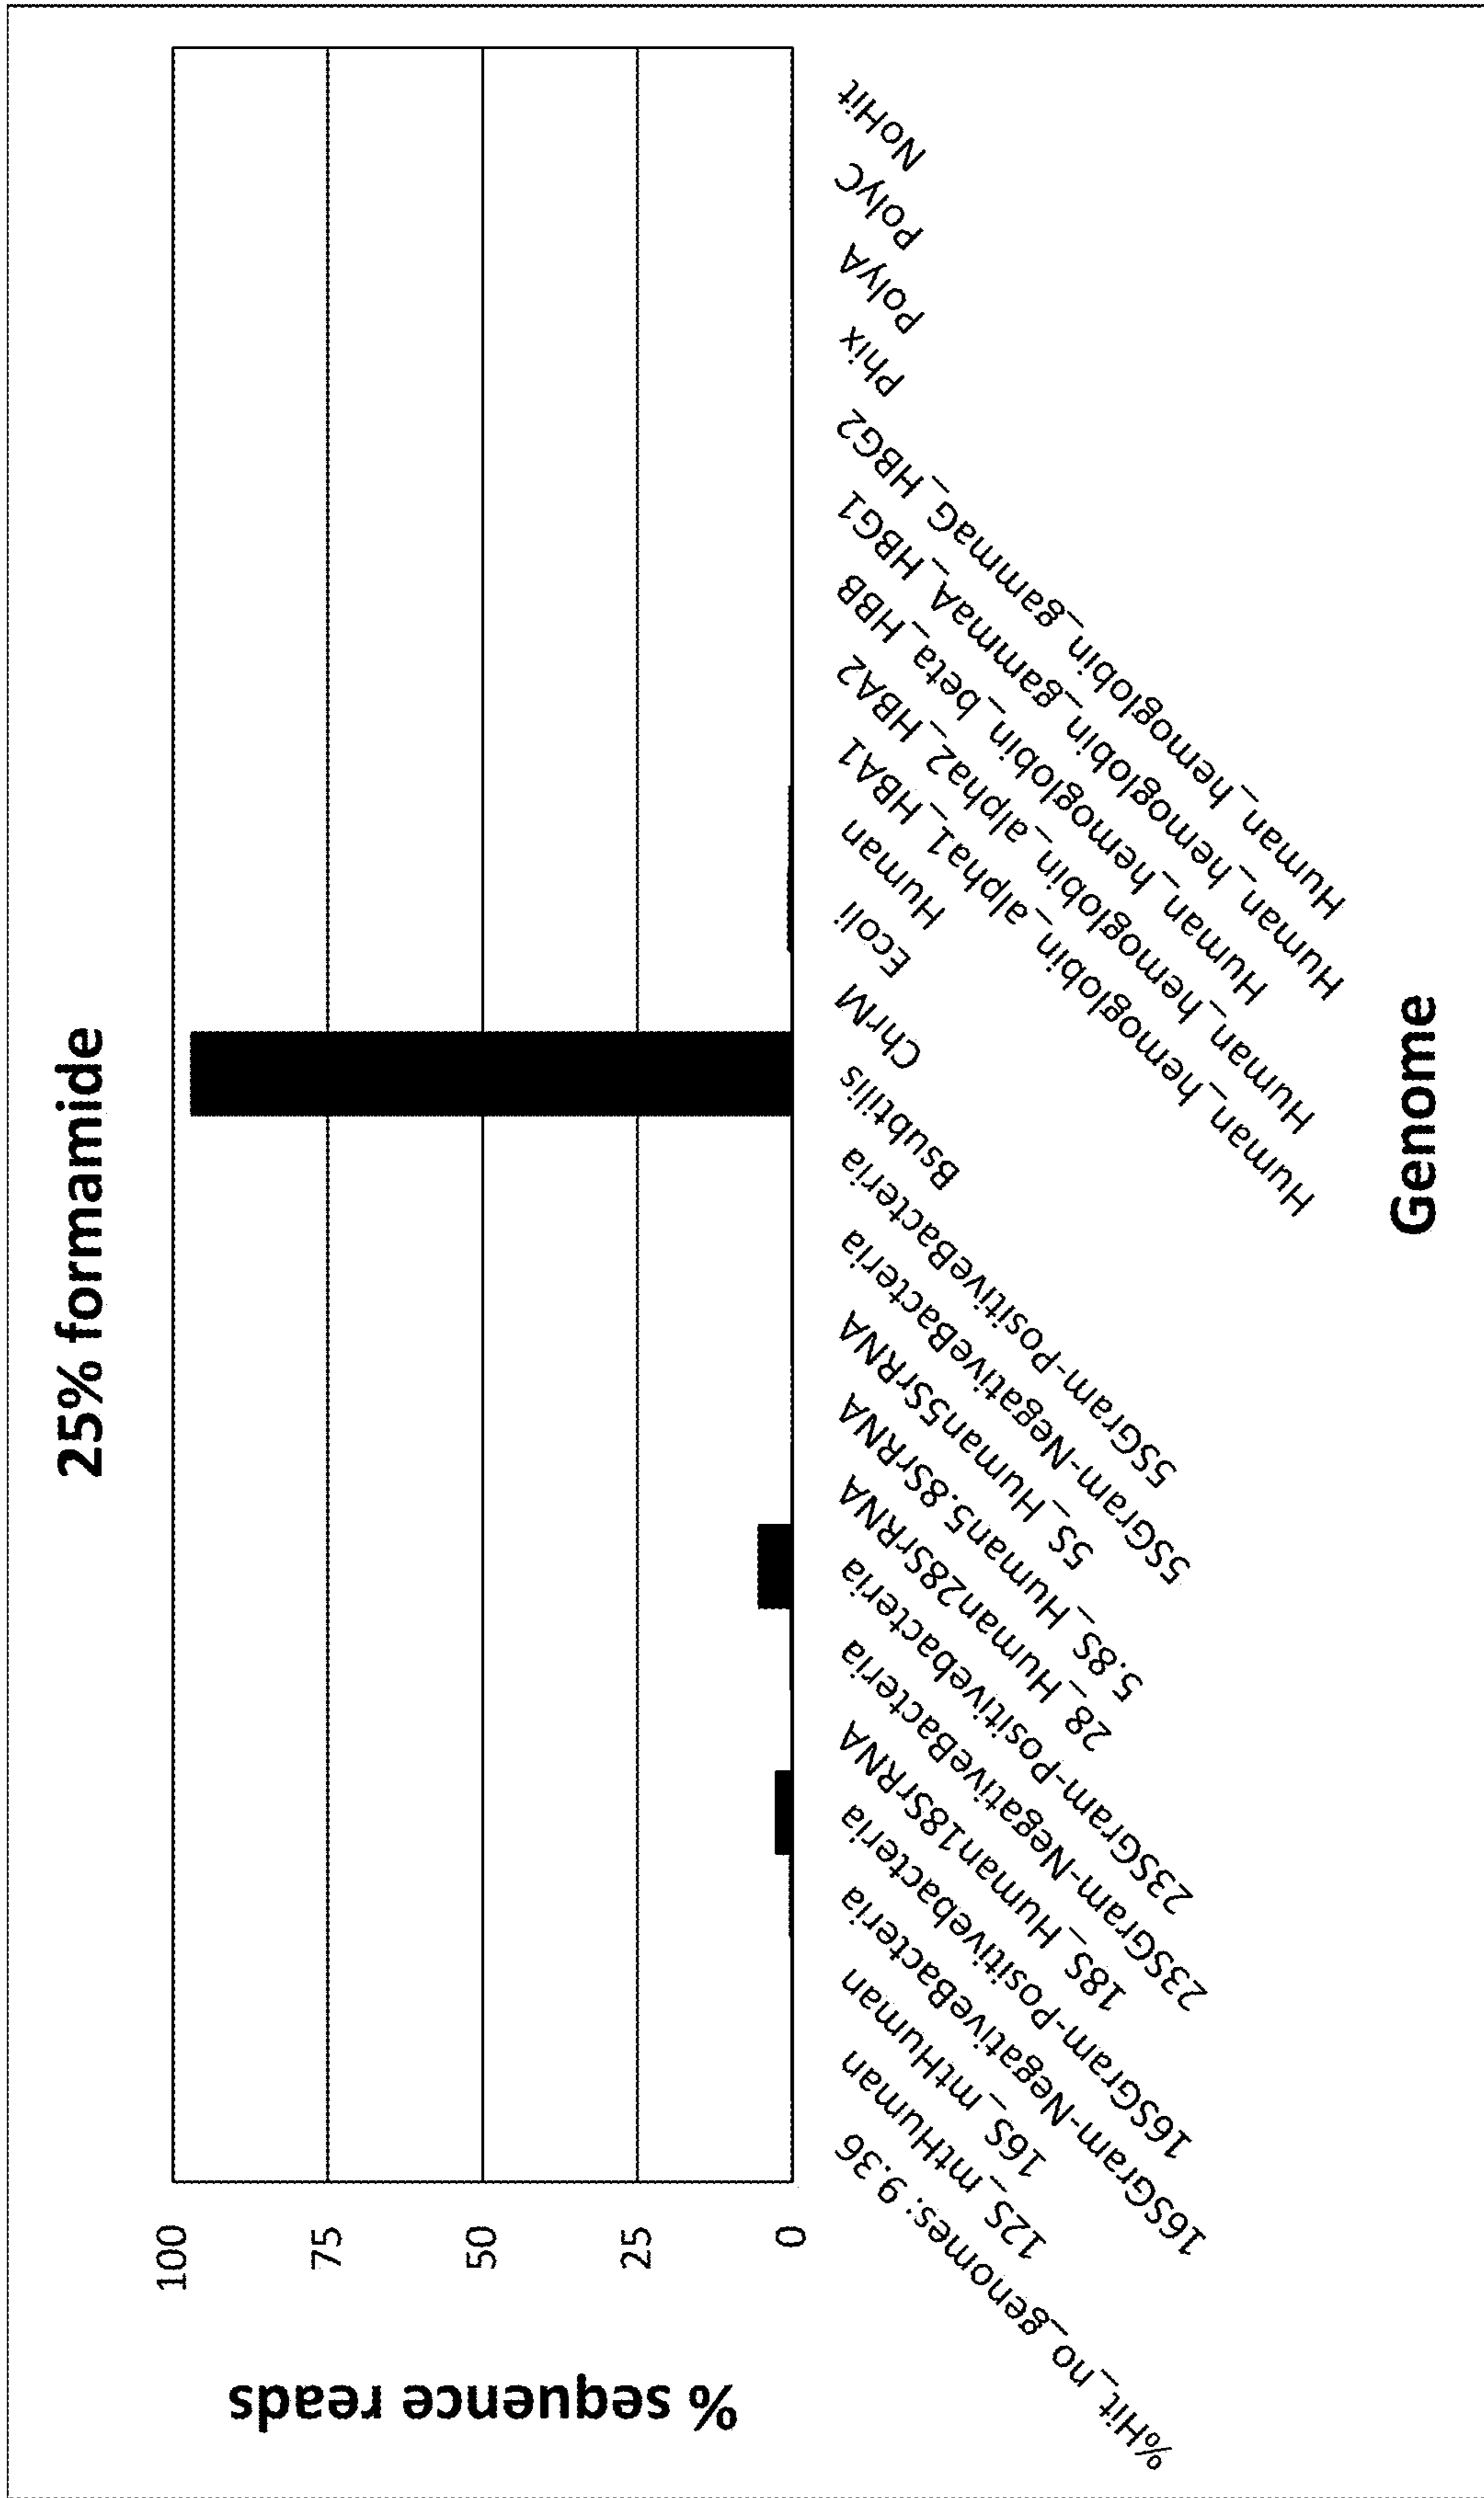 25% formamide
% sequence reads
100
75
50
25
0
%Hit_no_genomes: 9.36
12S_mtHuman
16S_mtHuman
16SGram-NegativeBacteria
16SGram-Positivebacteria
18S_Human18SrRNA
23SGram-NegativeBacteria
23SGram-Positivebacteria
28_Human28SrRNA
5.8S_Human5.8SrRNA
5S_Human5SrRNA
5SGram-NegativeBacteria
5SGram-PositiveBacteria
Bsubtilis
ChrM
Ecoli
Human
Human_hemoglobin_alpha1_HBA1
Human_hemoglobin_alpha2_HBA2
Human_hemoglobin_beta_HBB
Human_hemoglobin_gammaA_HBG1
Human_hemoglobin_gammaG_HBG2
Phix
PolyA
PolyC
NoHit
Genome